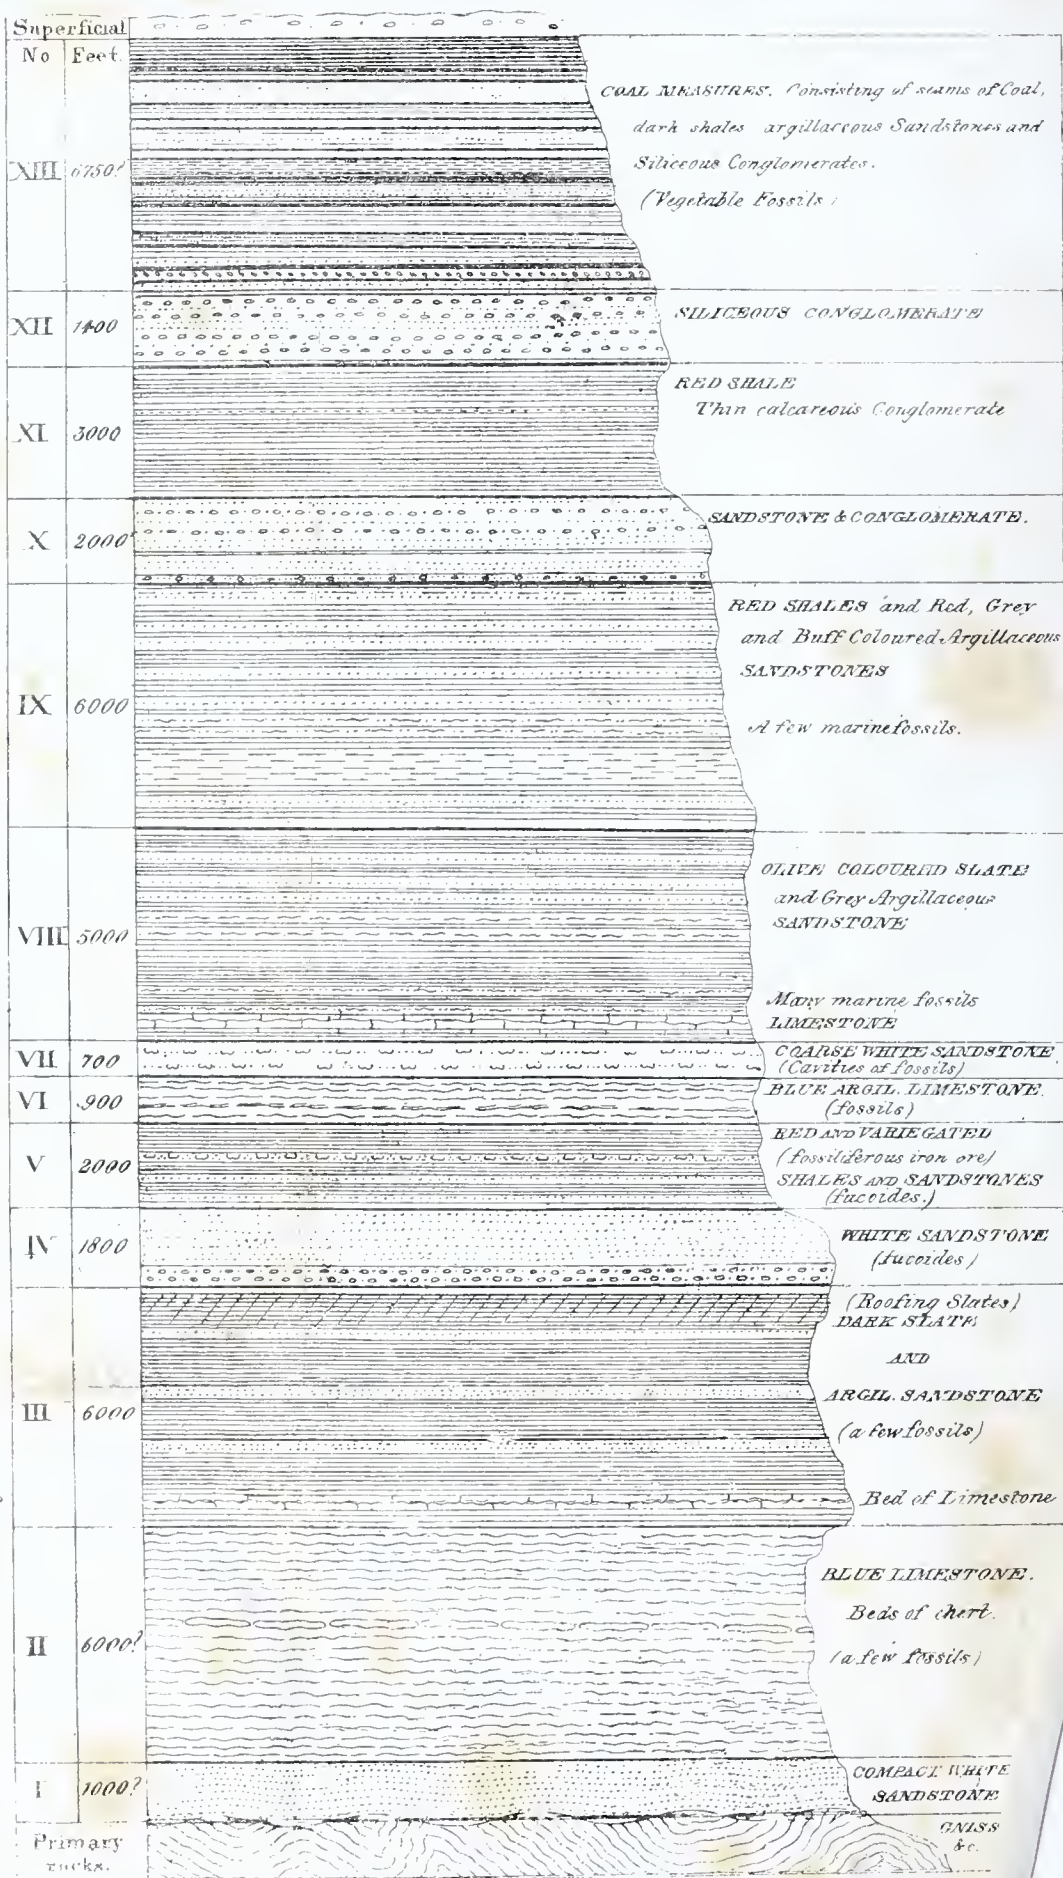 Superficial
No Feet.
COAL MEASURES. Consisting of seams of Coal,
dark shales argillaceous Sandstones and
Siliceous Conglomerates.
(Vegetable Fossils)
XIII 6750?
XII 1400
SILICEOUS CONGLOMERATE
RED SHALE
Thin calcareous Conglomerate
XI 3000
SANDSTONE & CONGLOMERATE.
X 2000
RED SHALES and Red, Grey
and Buff Coloured Argillaceous
SANDSTONES
IX 6000
A few marine fossils.
OLIVE COLOURED SLATE
and Grey Argillaceous
SANDSTONE
VIII 5000
Many marine fossils
LIMESTONE
VII 700
COARSE WHITE SANDSTONE
(Cavities of fossils)
VI 900
BLUE ARGIL. LIMESTONE.
(fossils)
RED AND VARIEGATED
(fossiliferous iron ore)
V 2000
SHALES AND SANDSTONES
(fucoides.)
IV 1800
WHITE SANDSTONE
(fucoides)
(Roofing Slates)
DARK SLATE
AND
ARGIL. SANDSTONE
III 6000
(a few fossils)
Bed of Limestone
BLUE LIMESTONE.
Beds of chert.
II 6000?
(a few fossils)
I 1000?
COMPACT WHITE
SANDSTONE
GNISS
&c.
Primary
rocks.